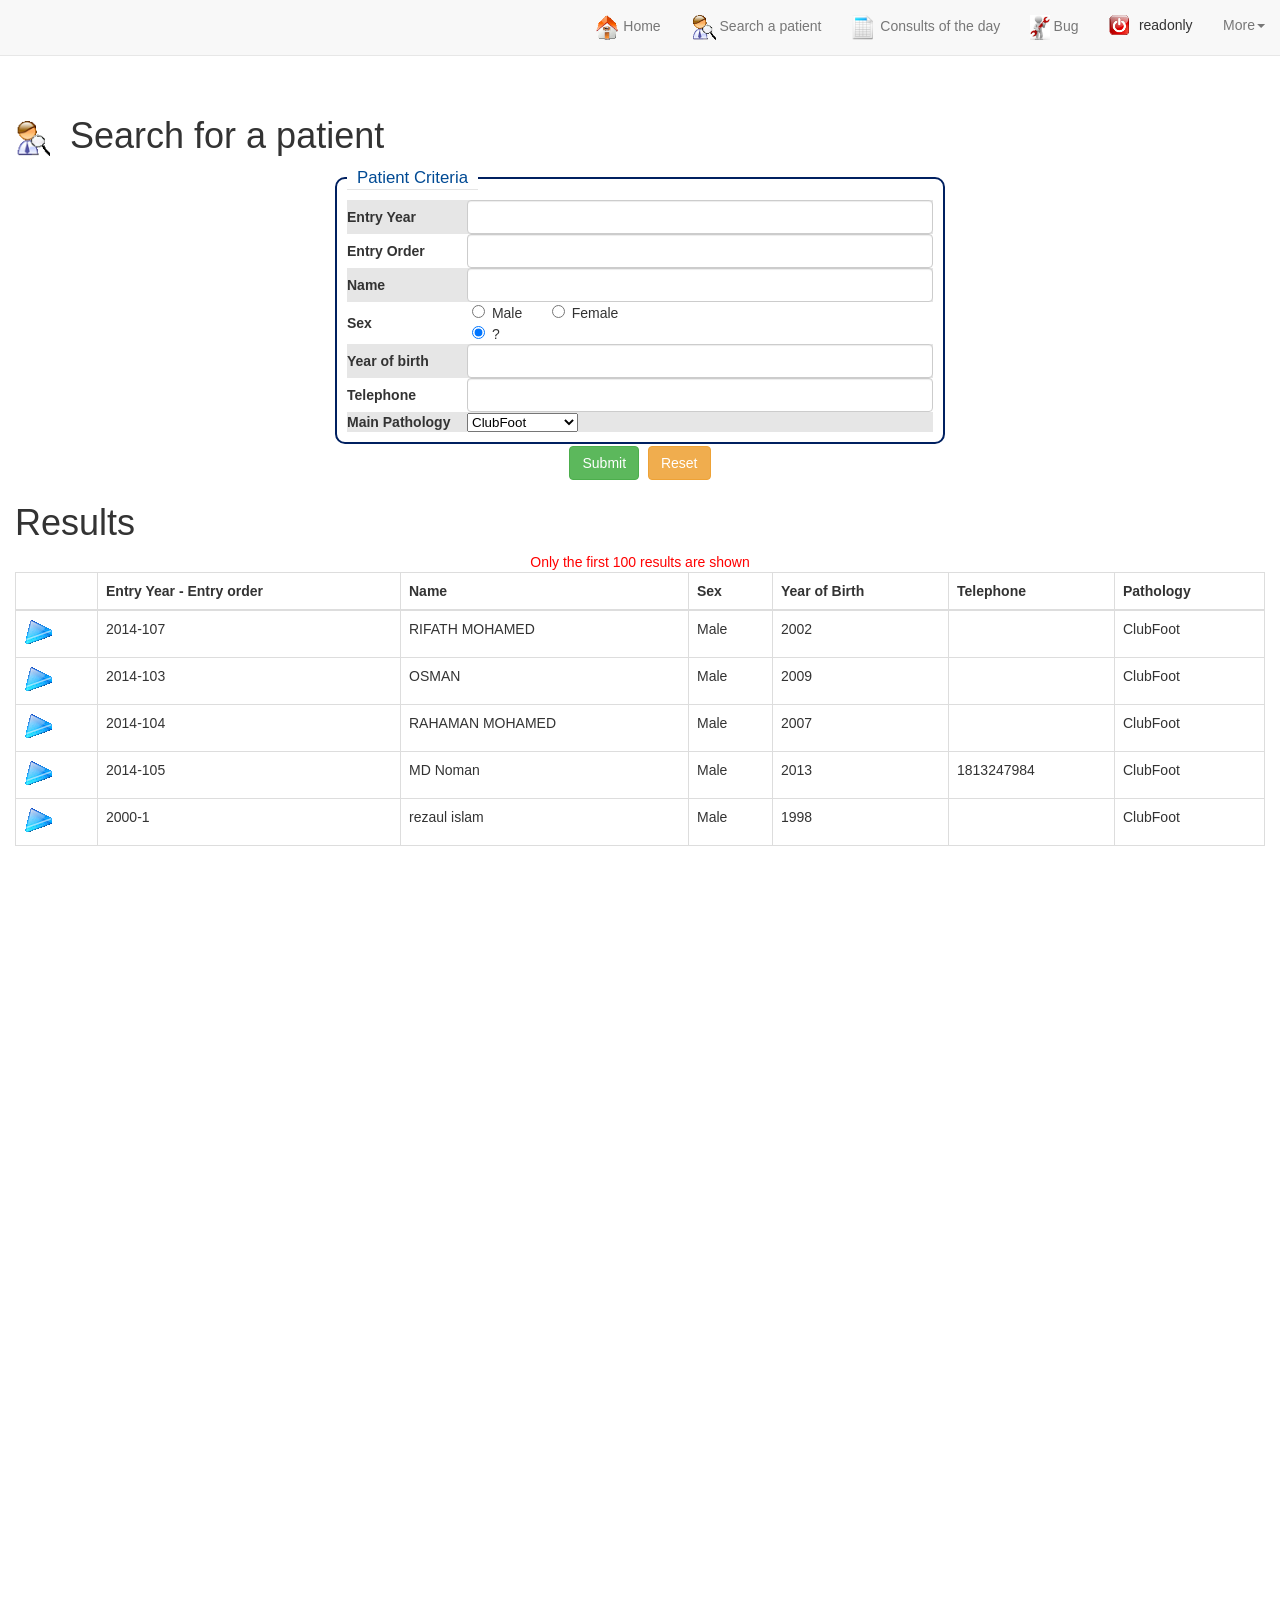 Home Search a patient Consults of the day Bug readonly More
Search for a patient
Patient Criteria
Entry Year
Entry Order
Name
Sex Male Female
?
Year of birth
Telephone
Main Pathology ClubFoot
Submit Reset
Results
Only the first 100 results are shown
Entry Year - Entry order Name Sex Year of Birth Telephone Pathology
2014-107 RIFATH MOHAMED Male 2002 ClubFoot
2014-103 OSMAN Male 2009 ClubFoot
2014-104 RAHAMAN MOHAMED Male 2007 ClubFoot
2014-105 MD Noman Male 2013 1813247984 ClubFoot
2000-1 rezaul islam Male 1998 ClubFoot